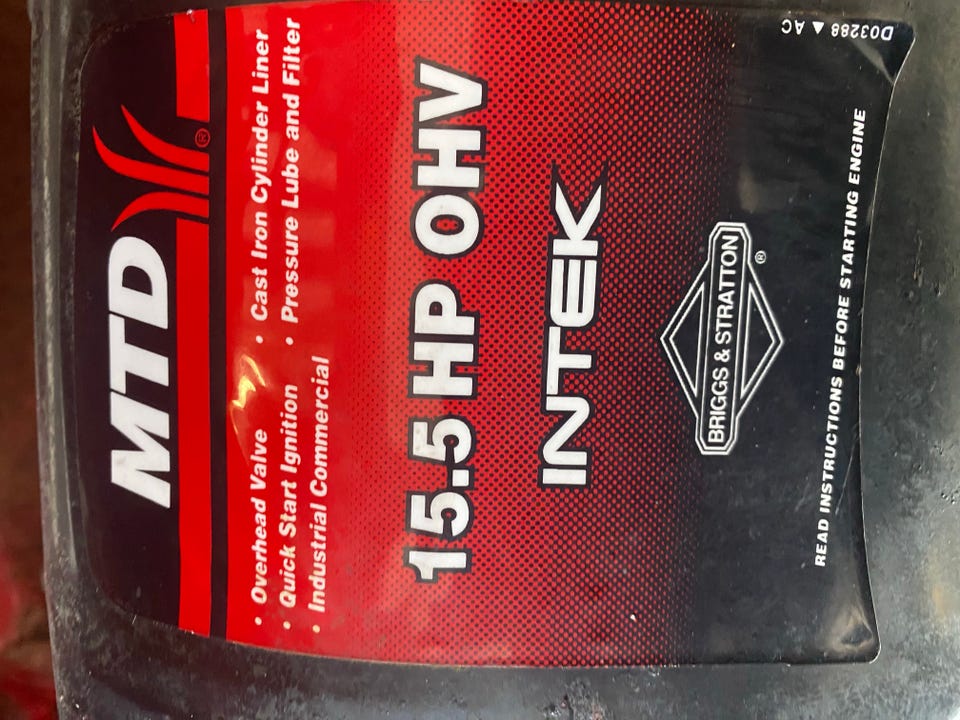 MTD ®
• Overhead Valve • Cast Iron Cylinder Liner
• Quick Start Ignition • Pressure Lube and Filter
• Industrial Commercial
15.5 HP OHV
INTEK
BRIGGS & STRATTON ®
READ INSTRUCTIONS BEFORE STARTING ENGINE
D03288 ▲ AC